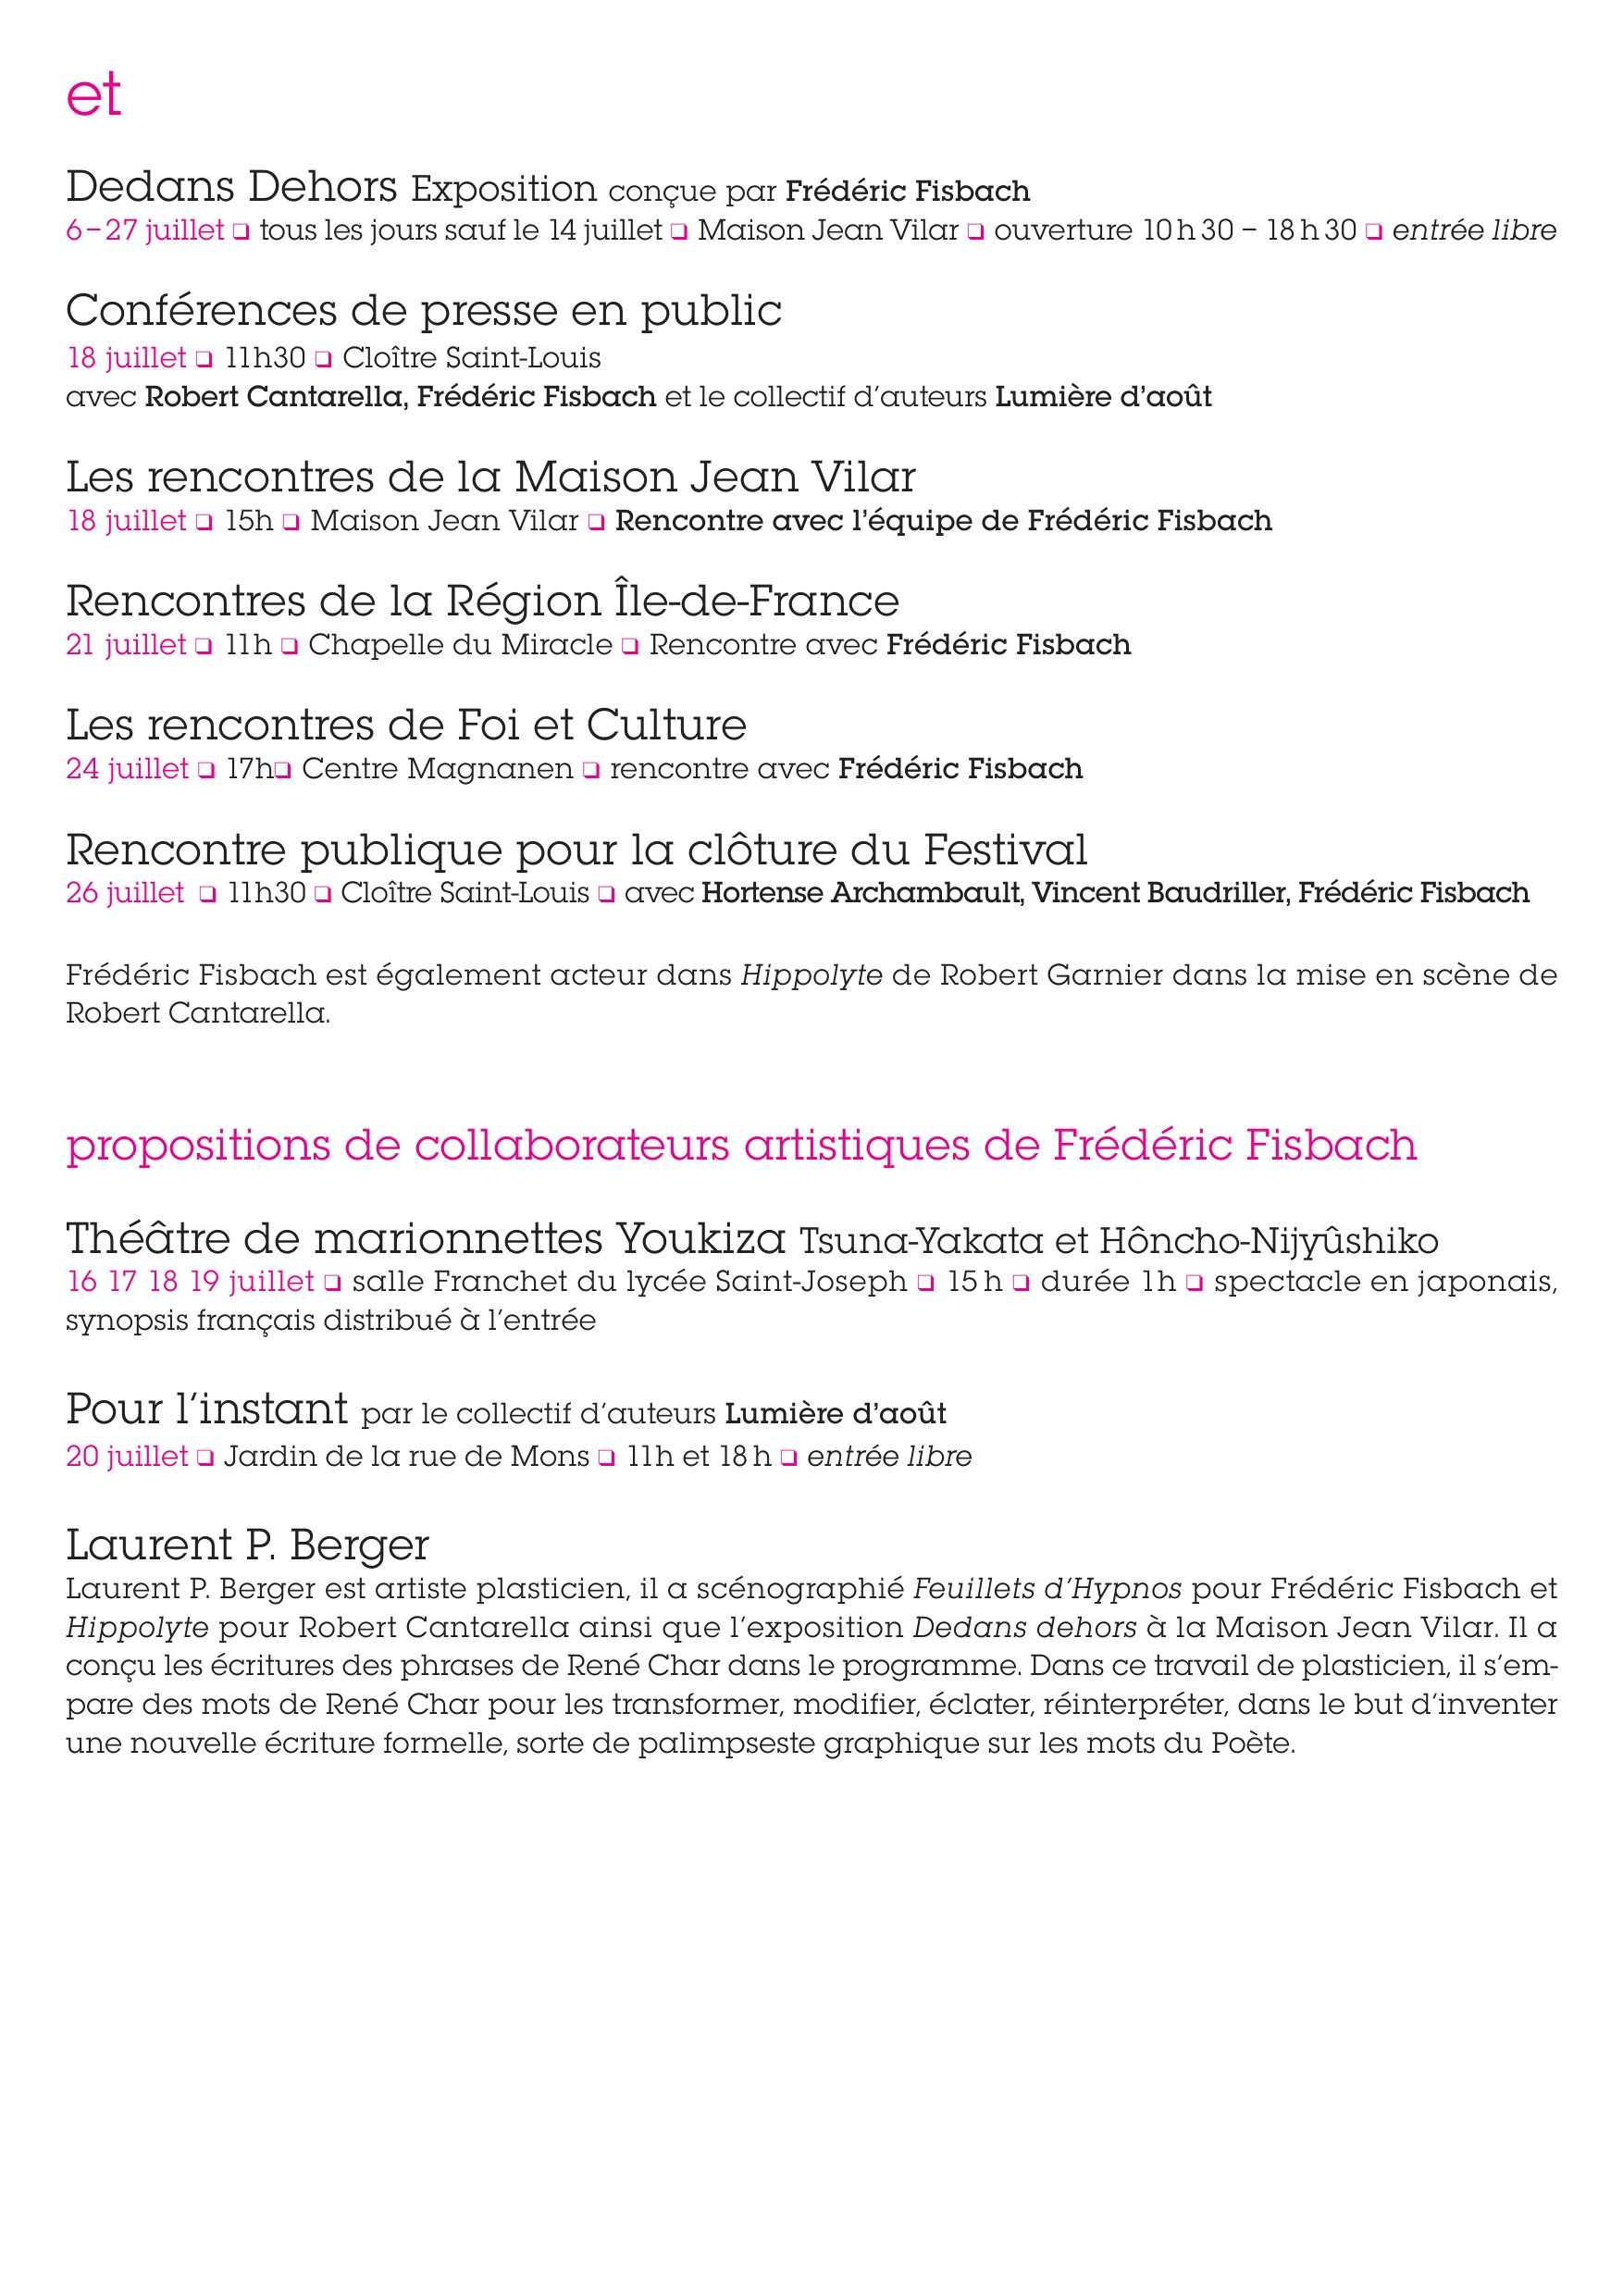 et
Dedans Dehors Exposition conçue par Frédéric Fisbach
6–27 juillet ❑ tous les jours sauf le 14 juillet ❑ Maison Jean Vilar ❑ ouverture 10 h 30 – 18 h 30 ❑ entrée libre
Conférences de presse en public
18 juillet ❑ 11h30 ❑ Cloître Saint-Louis
avec Robert Cantarella, Frédéric Fisbach et le collectif d’auteurs Lumière d’août
Les rencontres de la Maison Jean Vilar
18 juillet ❑ 15h ❑ Maison Jean Vilar ❑ Rencontre avec l’équipe de Frédéric Fisbach
Rencontres de la Région Île-de-France
21 juillet ❑ 11h ❑ Chapelle du Miracle ❑ Rencontre avec Frédéric Fisbach
Les rencontres de Foi et Culture
24 juillet ❑ 17h❑ Centre Magnanen ❑ rencontre avec Frédéric Fisbach
Rencontre publique pour la clôture du Festival
26 juillet ❑ 11h30 ❑ Cloître Saint-Louis ❑ avec Hortense Archambault, Vincent Baudriller, Frédéric Fisbach
Frédéric Fisbach est également acteur dans Hippolyte de Robert Garnier dans la mise en scène de
Robert Cantarella.
propositions de collaborateurs artistiques de Frédéric Fisbach
Théâtre de marionnettes Youkiza Tsuna-Yakata et Hôncho-Nijyûshiko
16 17 18 19 juillet ❑ salle Franchet du lycée Saint-Joseph ❑ 15 h ❑ durée 1h ❑ spectacle en japonais,
synopsis français distribué à l’entrée
Pour l’instant par le collectif d’auteurs Lumière d’août
20 juillet ❑ Jardin de la rue de Mons ❑ 11h et 18 h ❑ entrée libre
Laurent P. Berger
Laurent P. Berger est artiste plasticien, il a scénographié Feuillets d’Hypnos pour Frédéric Fisbach et
Hippolyte pour Robert Cantarella ainsi que l’exposition Dedans dehors à la Maison Jean Vilar. Il a
conçu les écritures des phrases de René Char dans le programme. Dans ce travail de plasticien, il s’em-
pare des mots de René Char pour les transformer, modifier, éclater, réinterpréter, dans le but d’inventer
une nouvelle écriture formelle, sorte de palimpseste graphique sur les mots du Poète.